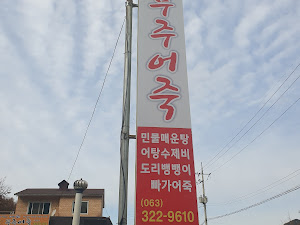 무주어죽
민물매운탕
어탕수제비
도리뱅뱅이
빠가어죽
(063)
322-9610